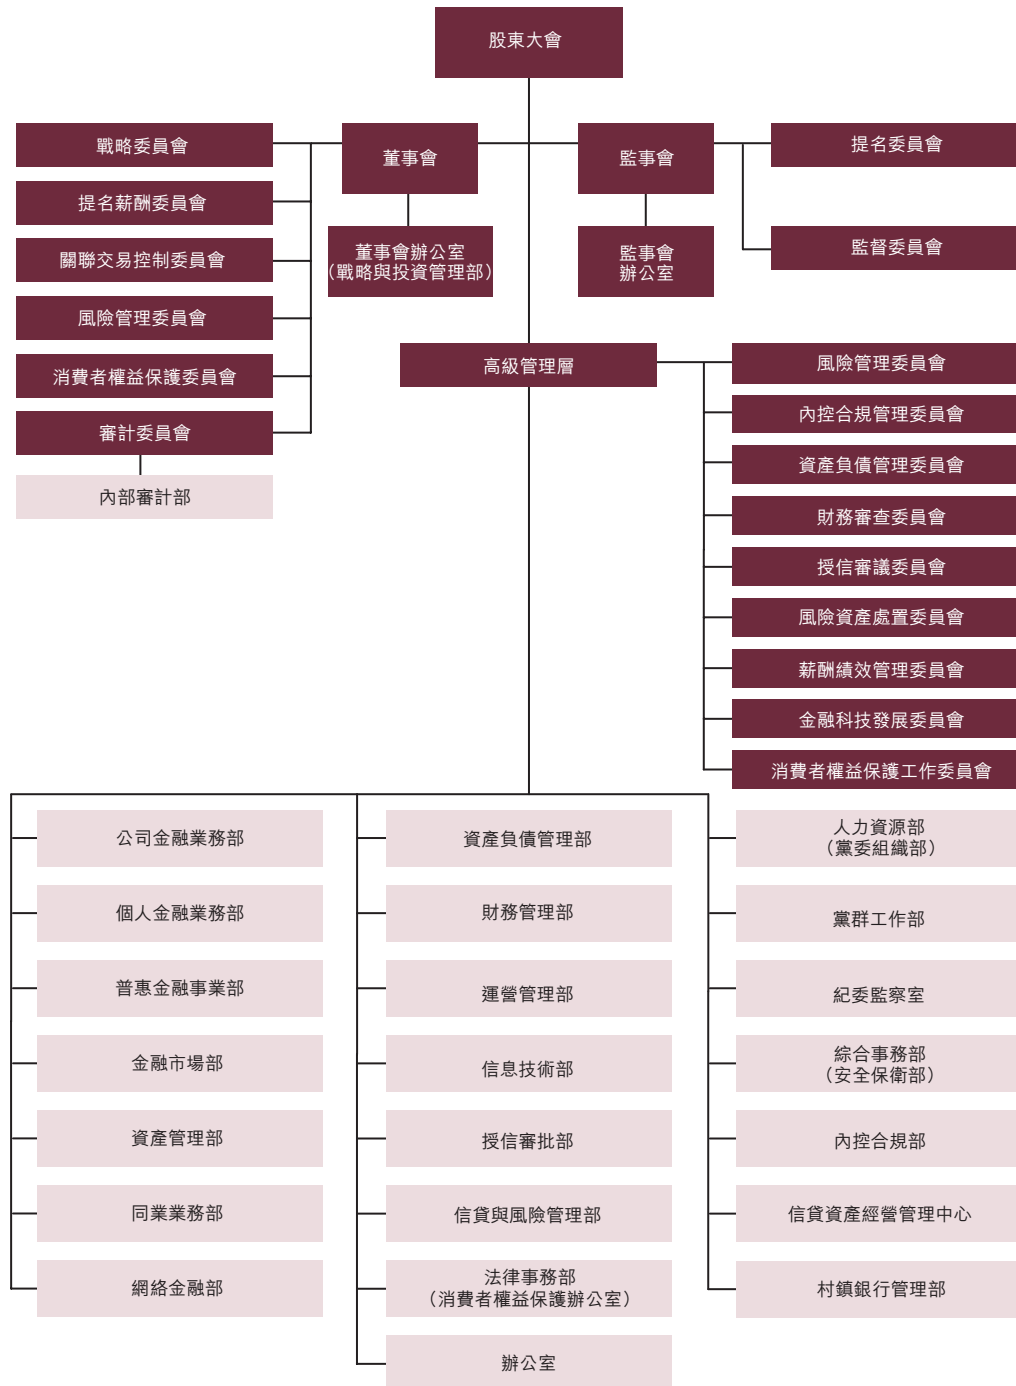 股東大會
戰略委員會
提名薪酬委員會
關聯交易控制委員會
風險管理委員會
消費者權益保護委員會
審計委員會
內部審計部
董事會
董事會辦公室
（戰略與投資管理部）
監事會
監事會
辦公室
提名委員會
監督委員會
高級管理層
風險管理委員會
內控合規管理委員會
資產負債管理委員會
財務審查委員會
授信審議委員會
風險資產處置委員會
薪酬績效管理委員會
金融科技發展委員會
消費者權益保護工作委員會
公司金融業務部
個人金融業務部
普惠金融事業部
金融市場部
資產管理部
同業業務部
網絡金融部
資產負債管理部
財務管理部
運營管理部
信息技術部
授信審批部
信貸與風險管理部
法律事務部
（消費者權益保護辦公室）
辦公室
人力資源部
（黨委組織部）
黨群工作部
紀委監察室
綜合事務部
（安全保衛部）
內控合規部
信貸資產經營管理中心
村鎮銀行管理部